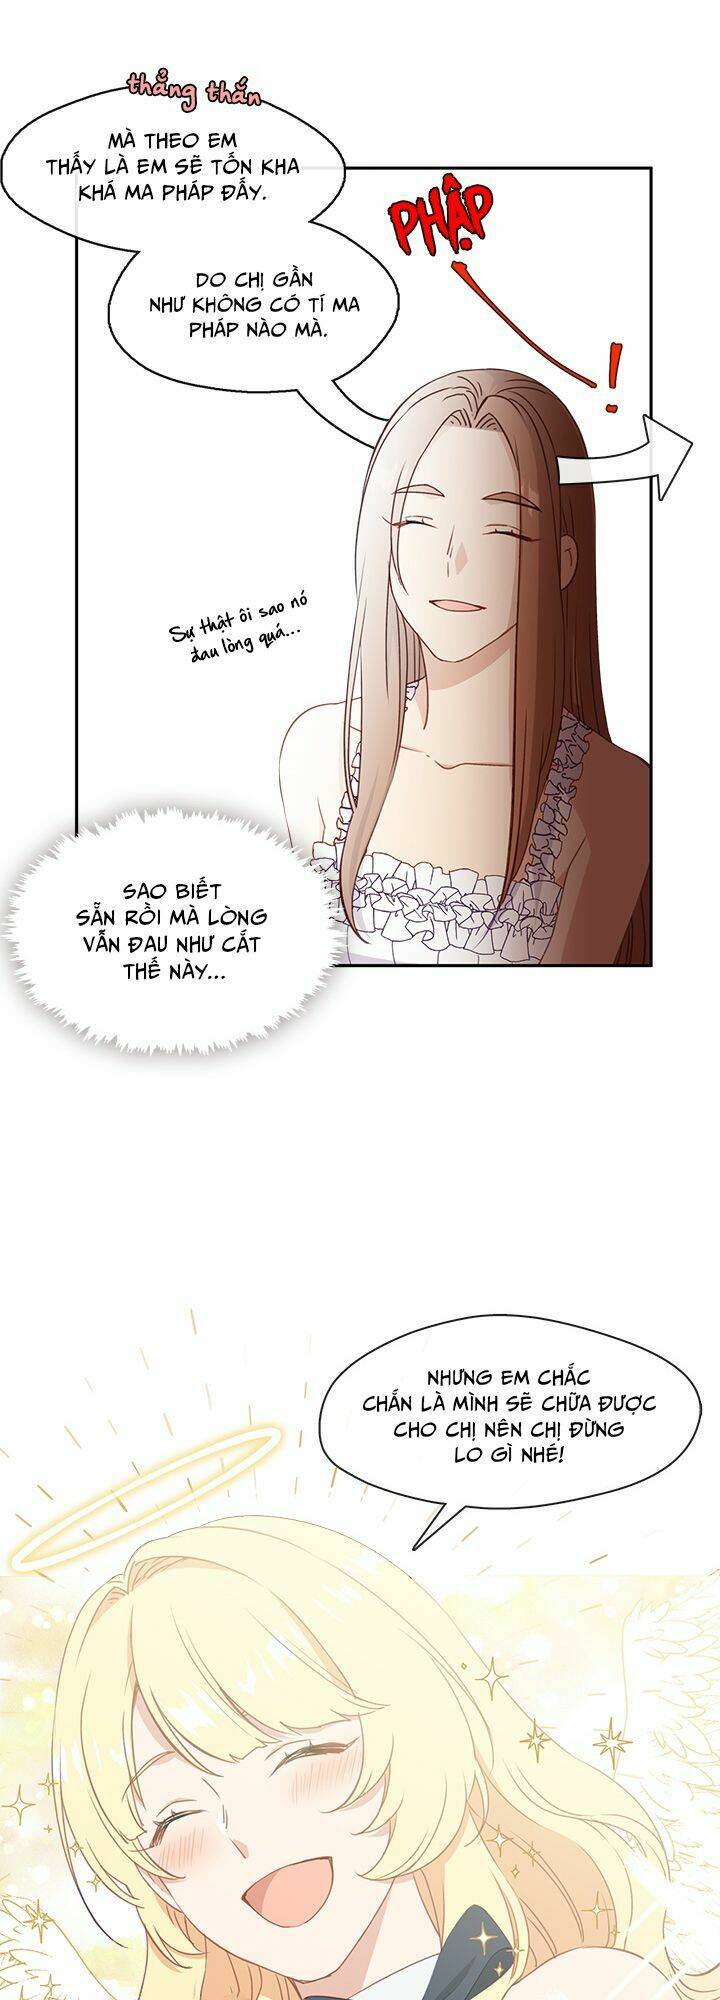 thẳng thắn
MÀ THEO EM
THẤY LÀ EM SẼ TỐN KHA
KHÁ MA PHÁP ĐẤY.
PHẬP
DO CHỊ GẦN
NHƯ KHÔNG CÓ TÍ MA
PHÁP NÀO MÀ.
!
Sự thật ôi sao nó
đau lòng quá...
SAO BIẾT
SẴN RỒI MÀ LÒNG
VẪN ĐAU NHƯ CẮT
THẾ NÀY...
NHƯNG EM CHẮC
CHẮN LÀ MÌNH SẼ CHỮA ĐƯỢC
CHO CHỊ NÊN CHỊ ĐỪNG
LO GÌ NHÉ!